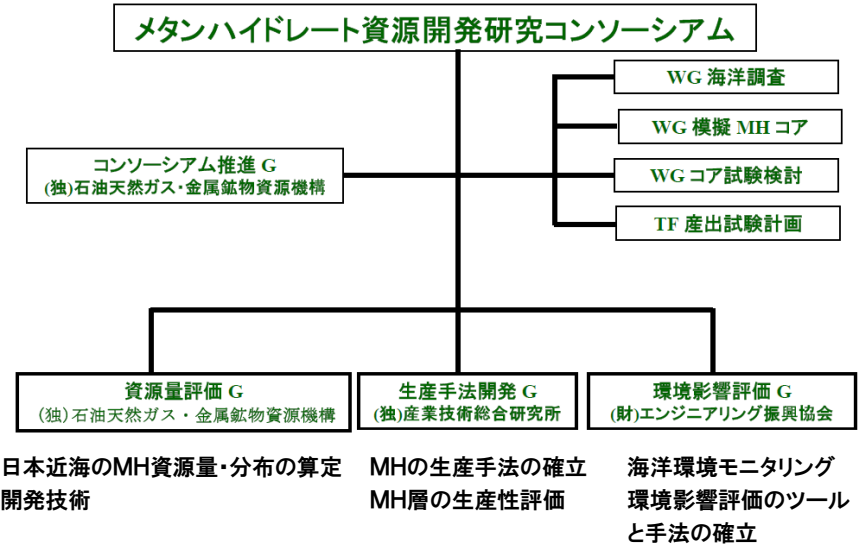 メタンハイドレート資源開発研究コンソーシアム
WG 海洋調査
WG 模擬 MH コア
コンソーシアム推進 G
(独)石油天然ガス・金属鉱物資源機構
WG コア試験検討
TF 産出試験計画
資源量評価 G
(独)石油天然ガス・金属鉱物資源機構
生産手法開発 G
(独)産業技術総合研究所
環境影響評価 G
(財)エンジニアリング振興協会
日本近海のMH資源量・分布の算定
開発技術
MHの生産手法の確立
MH層の生産性評価
海洋環境モニタリング
環境影響評価のツール
と手法の確立